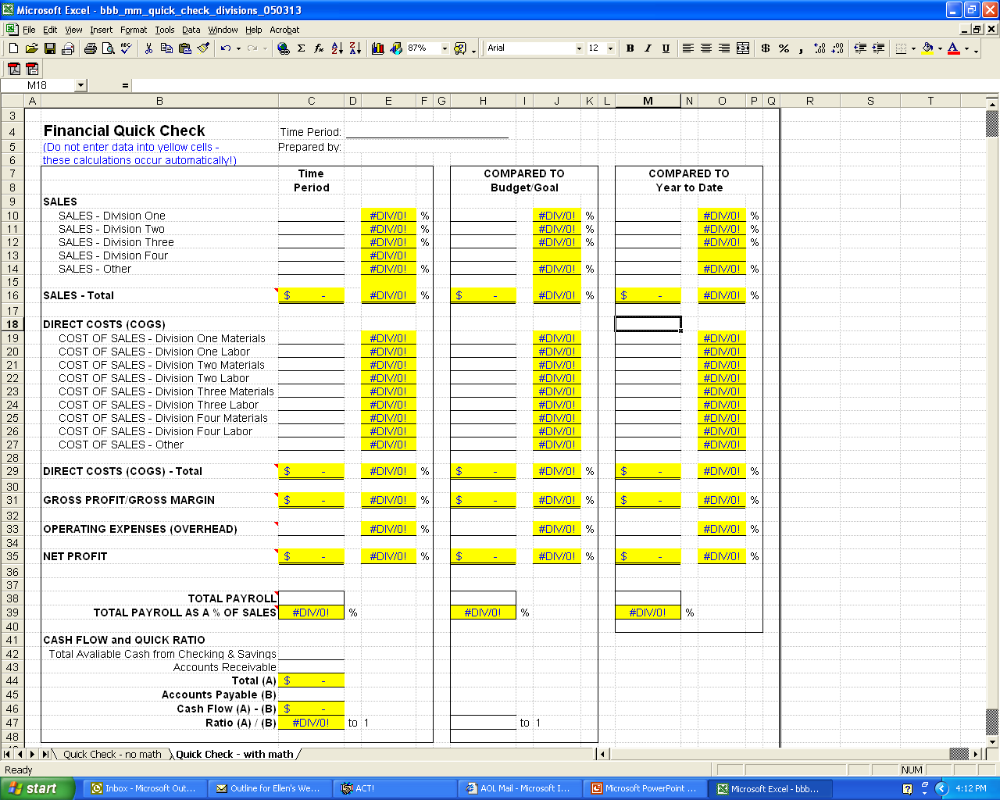 Microsoft Excel - bbb_mm_quick_check_divisions_050313
File Edit View Insert Format Tools Data Window Help Acrobat
87% Arial 12 B I U $ % ,
M18 =
A B C D E F G H I J K L M N O P Q R S T
3
4 Financial Quick Check Time Period:
5 (Do not enter data into yellow cells - Prepared by:
6 these calculations occur automatically!)
7 Time COMPARED TO COMPARED TO
8 Period Budget/Goal Year to Date
9 SALES
10 SALES - Division One #DIV/0! % #DIV/0! % #DIV/0! %
11 SALES - Division Two #DIV/0! % #DIV/0! % #DIV/0! %
12 SALES - Division Three #DIV/0! % #DIV/0! % #DIV/0! %
13 SALES - Division Four #DIV/0!
14 SALES - Other #DIV/0! % #DIV/0! % #DIV/0! %
15
16 SALES - Total $ - #DIV/0! % $ - #DIV/0! % $ - #DIV/0! %
17
18 DIRECT COSTS (COGS)
19 COST OF SALES - Division One Materials #DIV/0! #DIV/0! #DIV/0!
20 COST OF SALES - Division One Labor #DIV/0! #DIV/0! #DIV/0!
21 COST OF SALES - Division Two Materials #DIV/0! #DIV/0! #DIV/0!
22 COST OF SALES - Division Two Labor #DIV/0! #DIV/0! #DIV/0!
23 COST OF SALES - Division Three Materials #DIV/0! #DIV/0! #DIV/0!
24 COST OF SALES - Division Three Labor #DIV/0! #DIV/0! #DIV/0!
25 COST OF SALES - Division Four Materials #DIV/0! #DIV/0! #DIV/0!
26 COST OF SALES - Division Four Labor #DIV/0! #DIV/0! #DIV/0!
27 COST OF SALES - Other #DIV/0! #DIV/0! #DIV/0!
28
29 DIRECT COSTS (COGS) - Total $ - #DIV/0! % $ - #DIV/0! % $ - #DIV/0! %
30
31 GROSS PROFIT/GROSS MARGIN $ - #DIV/0! % $ - #DIV/0! % $ - #DIV/0! %
32
33 OPERATING EXPENSES (OVERHEAD) #DIV/0! % #DIV/0! % #DIV/0! %
34
35 NET PROFIT $ - #DIV/0! % $ - #DIV/0! % $ - #DIV/0! %
36
37
38 TOTAL PAYROLL
39 TOTAL PAYROLL AS A % OF SALES #DIV/0! % #DIV/0! % #DIV/0! %
40
41 CASH FLOW and QUICK RATIO
42 Total Avaliable Cash from Checking & Savings
43 Accounts Receivable
44 Total (A) $ -
45 Accounts Payable (B)
46 Cash Flow (A) - (B) $ -
47 Ratio (A) / (B) #DIV/0! to 1 to 1
48
Quick Check - no math Quick Check - with math
Ready NUM
start Inbox - Microsoft Out... Outline for Ellen's We... ACT! AOL Mail - Microsoft I... Microsoft PowerPoint ... Microsoft Excel - bbb... 4:12 PM